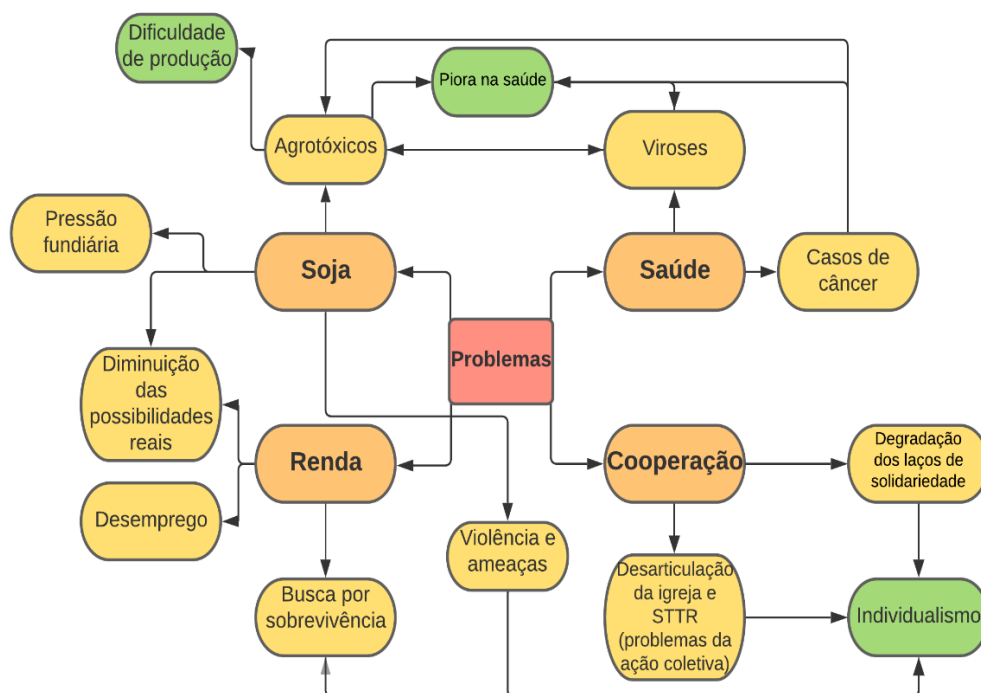 Dificuldade
de produção
Piora na saúde
Agrotóxicos
Viroses
Pressão
fundiária
Soja
Saúde
Casos de
câncer
Problemas
Diminuição
das
possibilidades
reais
Renda
Cooperação
Degradação
dos laços de
solidariedade
Desemprego
Violência e
ameaças
Desarticulação
da igreja e
STTR
(problemas da
ação coletiva)
Busca por
sobrevivência
Individualismo